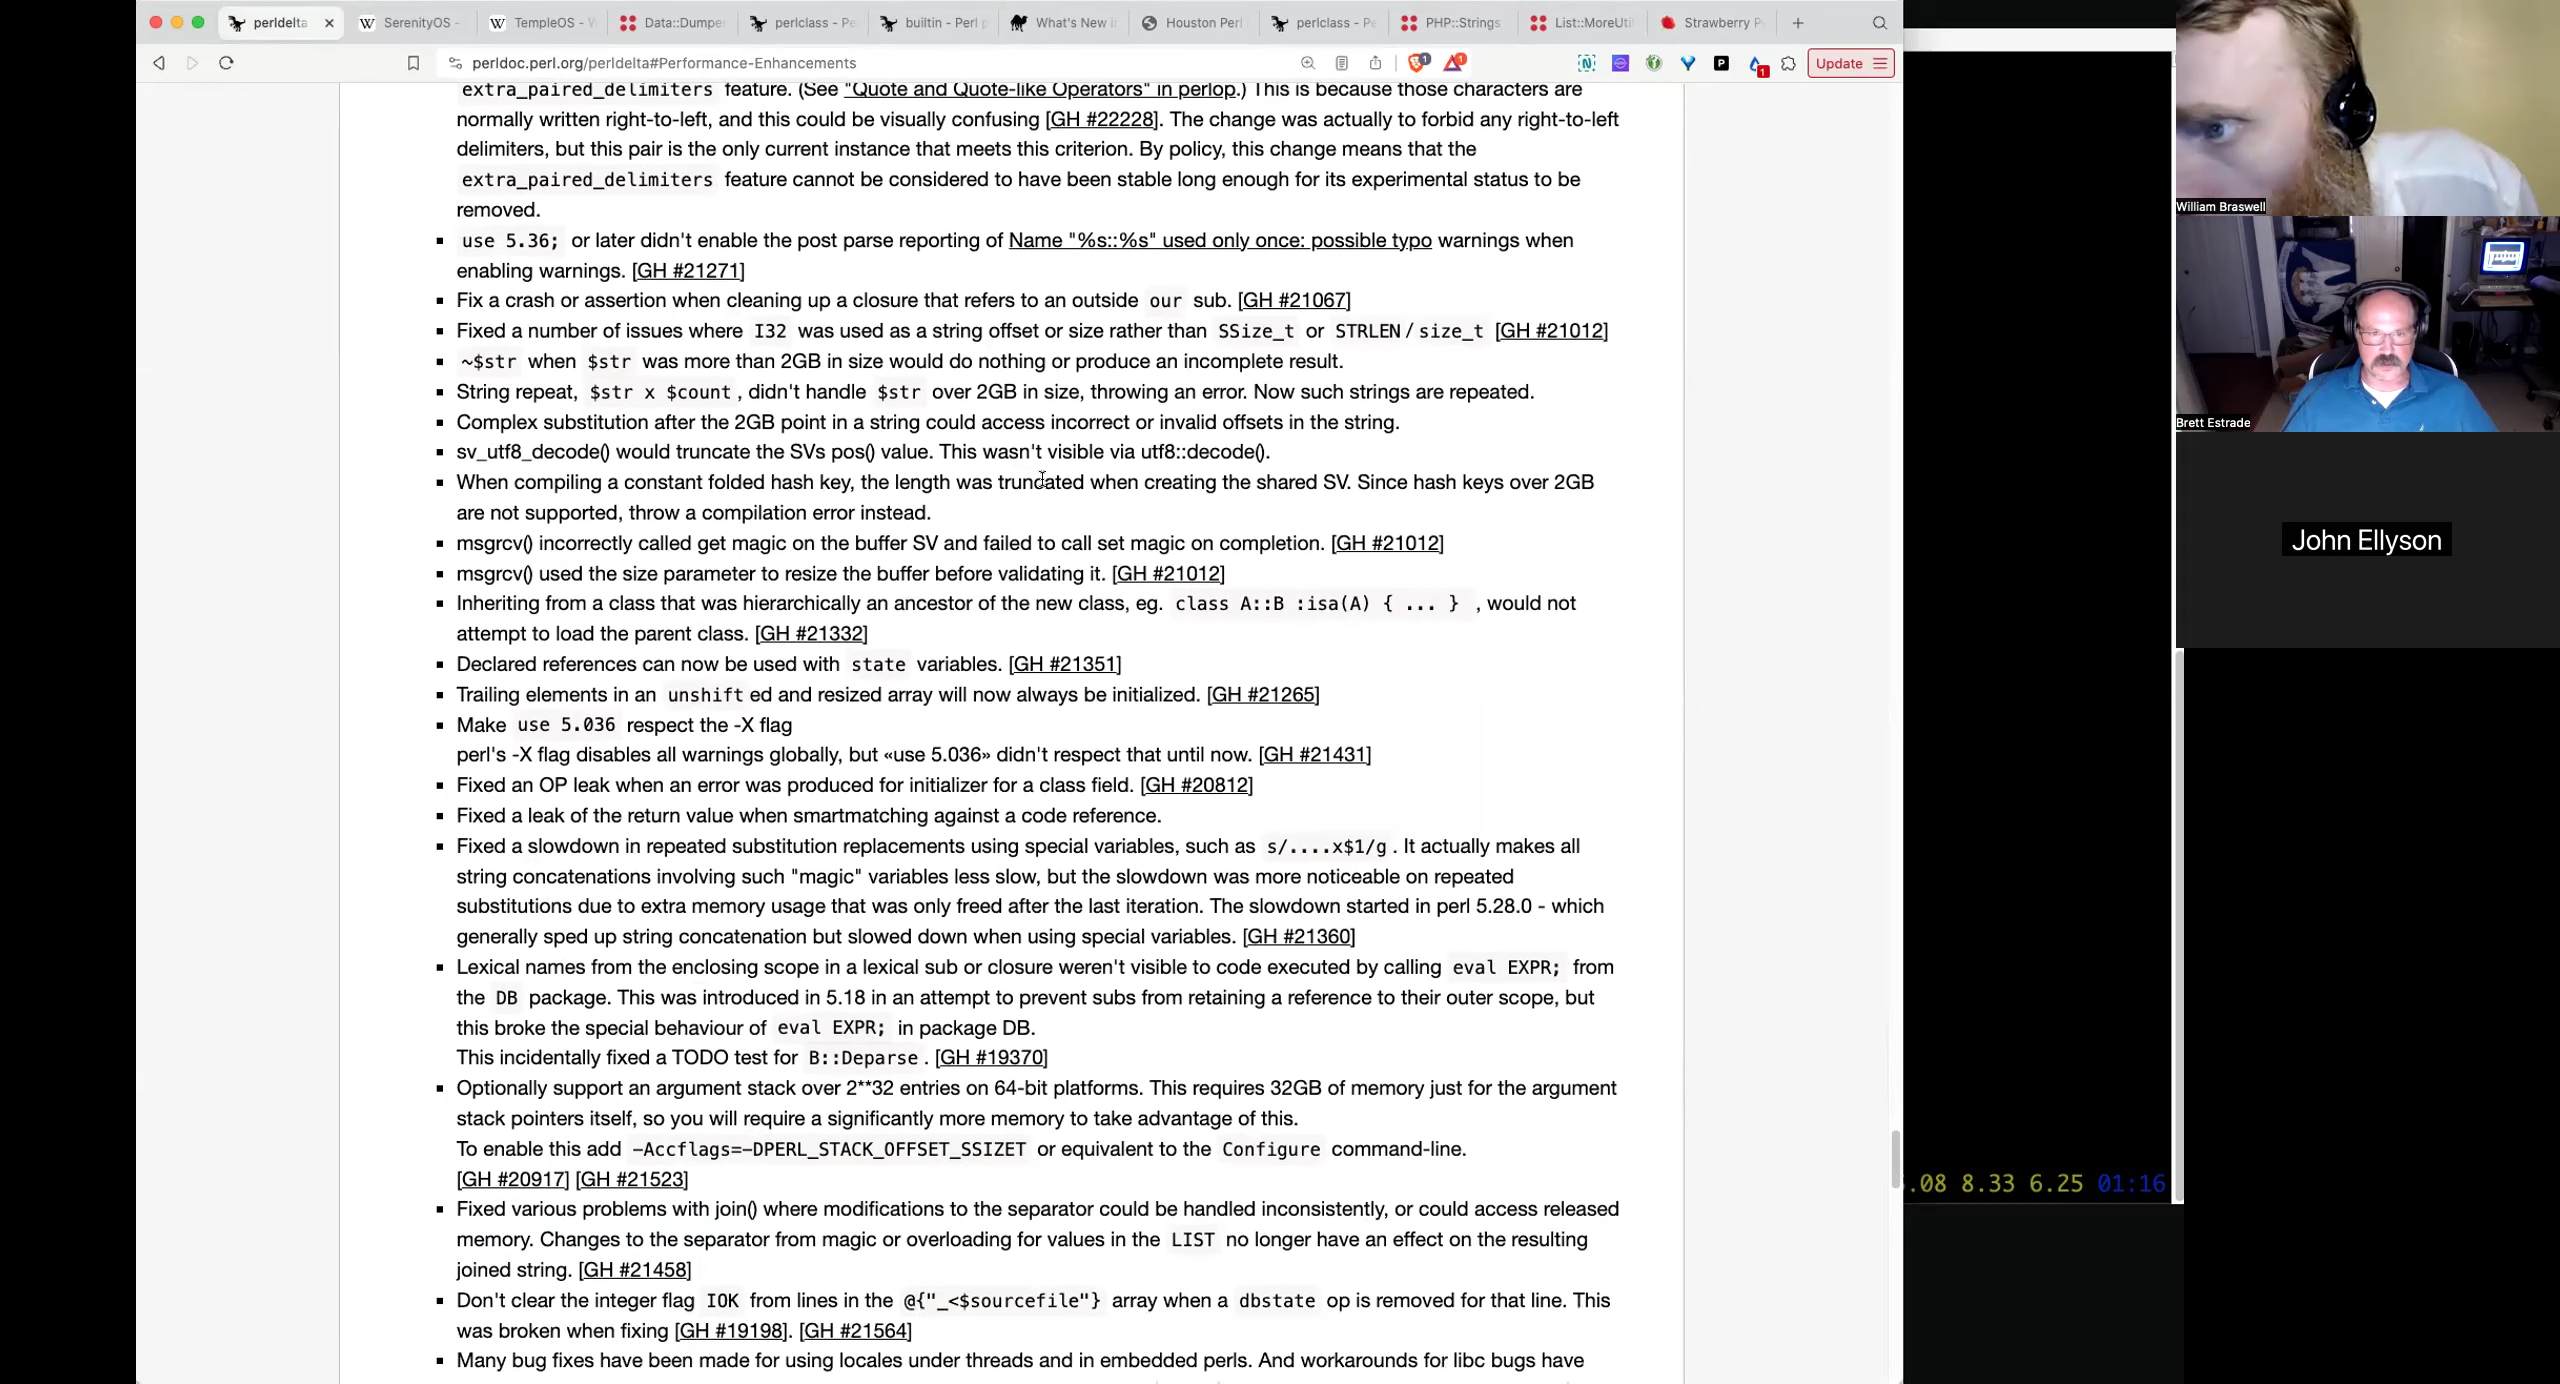 perldelta
SerenityOS -
TempleOS - W
Data::Dumpe
perlclass - Pe
builtin - Perl p
What's New i
Houston Perl
perlclass - Pe
PHP::Strings
List::MoreUti
Strawberry P
perldoc.perl.org/perldelta#Performance-Enhancements
1
1
N
P
1
Update
extra_paired_delimiters feature. (See "Quote and Quote-like Operators" in perlop.) This is because those characters are
normally written right-to-left, and this could be visually confusing [GH #22228]. The change was actually to forbid any right-to-left
delimiters, but this pair is the only current instance that meets this criterion. By policy, this change means that the
extra_paired_delimiters feature cannot be considered to have been stable long enough for its experimental status to be
removed.
▪ use 5.36; or later didn't enable the post parse reporting of Name "%s::%s" used only once: possible typo warnings when
enabling warnings. [GH #21271]
▪ Fix a crash or assertion when cleaning up a closure that refers to an outside our sub. [GH #21067]
▪ Fixed a number of issues where I32 was used as a string offset or size rather than SSize_t or STRLEN / size_t [GH #21012]
▪ ~$str when $str was more than 2GB in size would do nothing or produce an incomplete result.
▪ String repeat, $str x $count , didn't handle $str over 2GB in size, throwing an error. Now such strings are repeated.
▪ Complex substitution after the 2GB point in a string could access incorrect or invalid offsets in the string.
▪ sv_utf8_decode() would truncate the SVs pos() value. This wasn't visible via utf8::decode().
▪ When compiling a constant folded hash key, the length was truncated when creating the shared SV. Since hash keys over 2GB
are not supported, throw a compilation error instead.
▪ msgrcv() incorrectly called get magic on the buffer SV and failed to call set magic on completion. [GH #21012]
▪ msgrcv() used the size parameter to resize the buffer before validating it. [GH #21012]
▪ Inheriting from a class that was hierarchically an ancestor of the new class, eg. class A::B :isa(A) { ... } , would not
attempt to load the parent class. [GH #21332]
▪ Declared references can now be used with state variables. [GH #21351]
▪ Trailing elements in an unshift ed and resized array will now always be initialized. [GH #21265]
▪ Make use 5.036 respect the -X flag
perl's -X flag disables all warnings globally, but «use 5.036» didn't respect that until now. [GH #21431]
▪ Fixed an OP leak when an error was produced for initializer for a class field. [GH #20812]
▪ Fixed a leak of the return value when smartmatching against a code reference.
▪ Fixed a slowdown in repeated substitution replacements using special variables, such as s/....x$1/g . It actually makes all
string concatenations involving such "magic" variables less slow, but the slowdown was more noticeable on repeated
substitutions due to extra memory usage that was only freed after the last iteration. The slowdown started in perl 5.28.0 - which
generally sped up string concatenation but slowed down when using special variables. [GH #21360]
▪ Lexical names from the enclosing scope in a lexical sub or closure weren't visible to code executed by calling eval EXPR; from
the DB package. This was introduced in 5.18 in an attempt to prevent subs from retaining a reference to their outer scope, but
this broke the special behaviour of eval EXPR; in package DB.
This incidentally fixed a TODO test for B::Deparse . [GH #19370]
▪ Optionally support an argument stack over 2**32 entries on 64-bit platforms. This requires 32GB of memory just for the argument
stack pointers itself, so you will require a significantly more memory to take advantage of this.
To enable this add -Accflags=-DPERL_STACK_OFFSET_SSIZET or equivalent to the Configure command-line.
[GH #20917] [GH #21523]
▪ Fixed various problems with join() where modifications to the separator could be handled inconsistently, or could access released
memory. Changes to the separator from magic or overloading for values in the LIST no longer have an effect on the resulting
joined string. [GH #21458]
▪ Don't clear the integer flag IOK from lines in the @{"_<$sourcefile"} array when a dbstate op is removed for that line. This
was broken when fixing [GH #19198]. [GH #21564]
▪ Many bug fixes have been made for using locales under threads and in embedded perls. And workarounds for libc bugs have
.08 8.33 6.25 01:16
William Braswell
Brett Estrade
John Ellyson